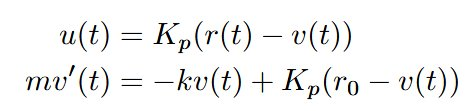 u(t) = K_p(r(t) − v(t))
mv′(t) = −kv(t) + K_p(r_0 − v(t))